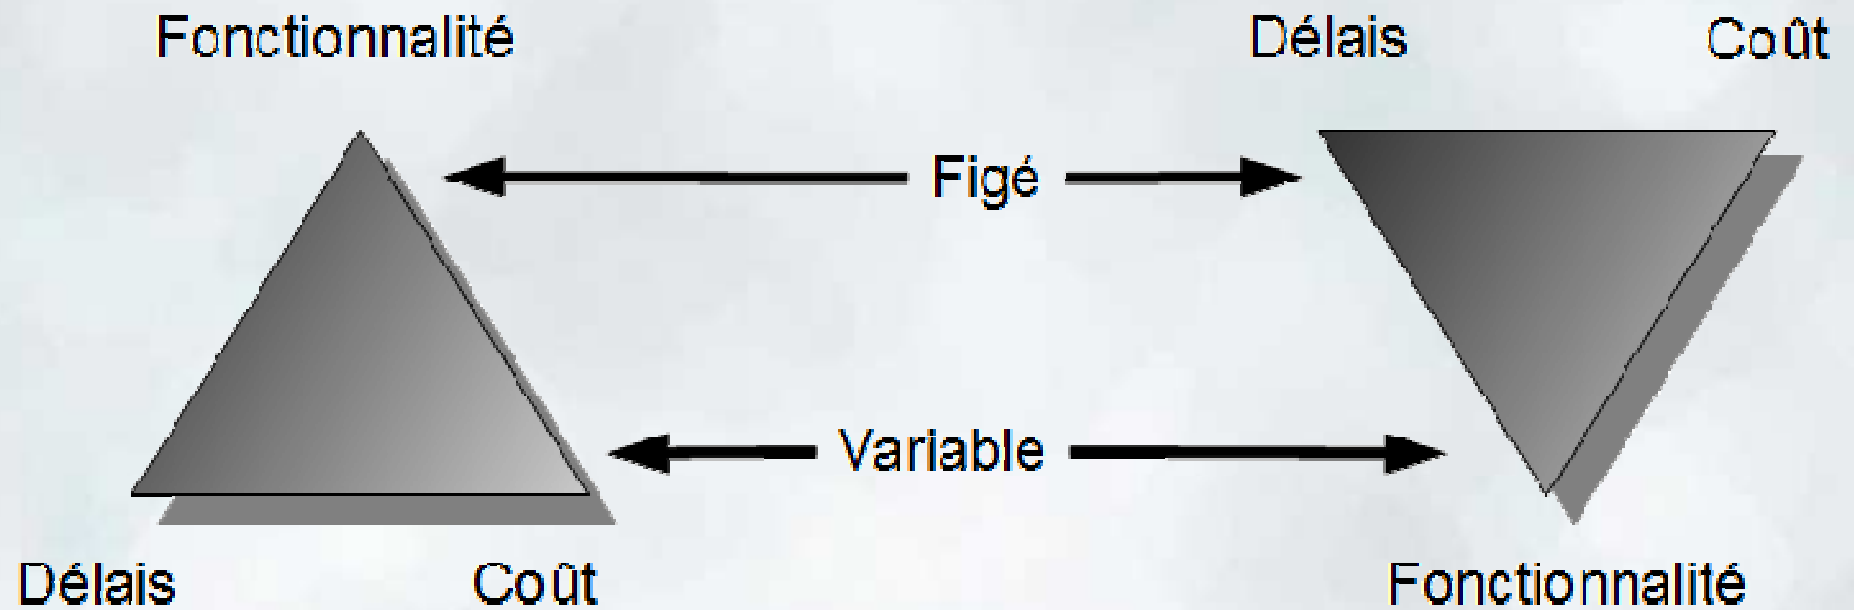 Fonctionnalité
Délais Coût
Figé
Variable
Délais Coût
Fonctionnalité